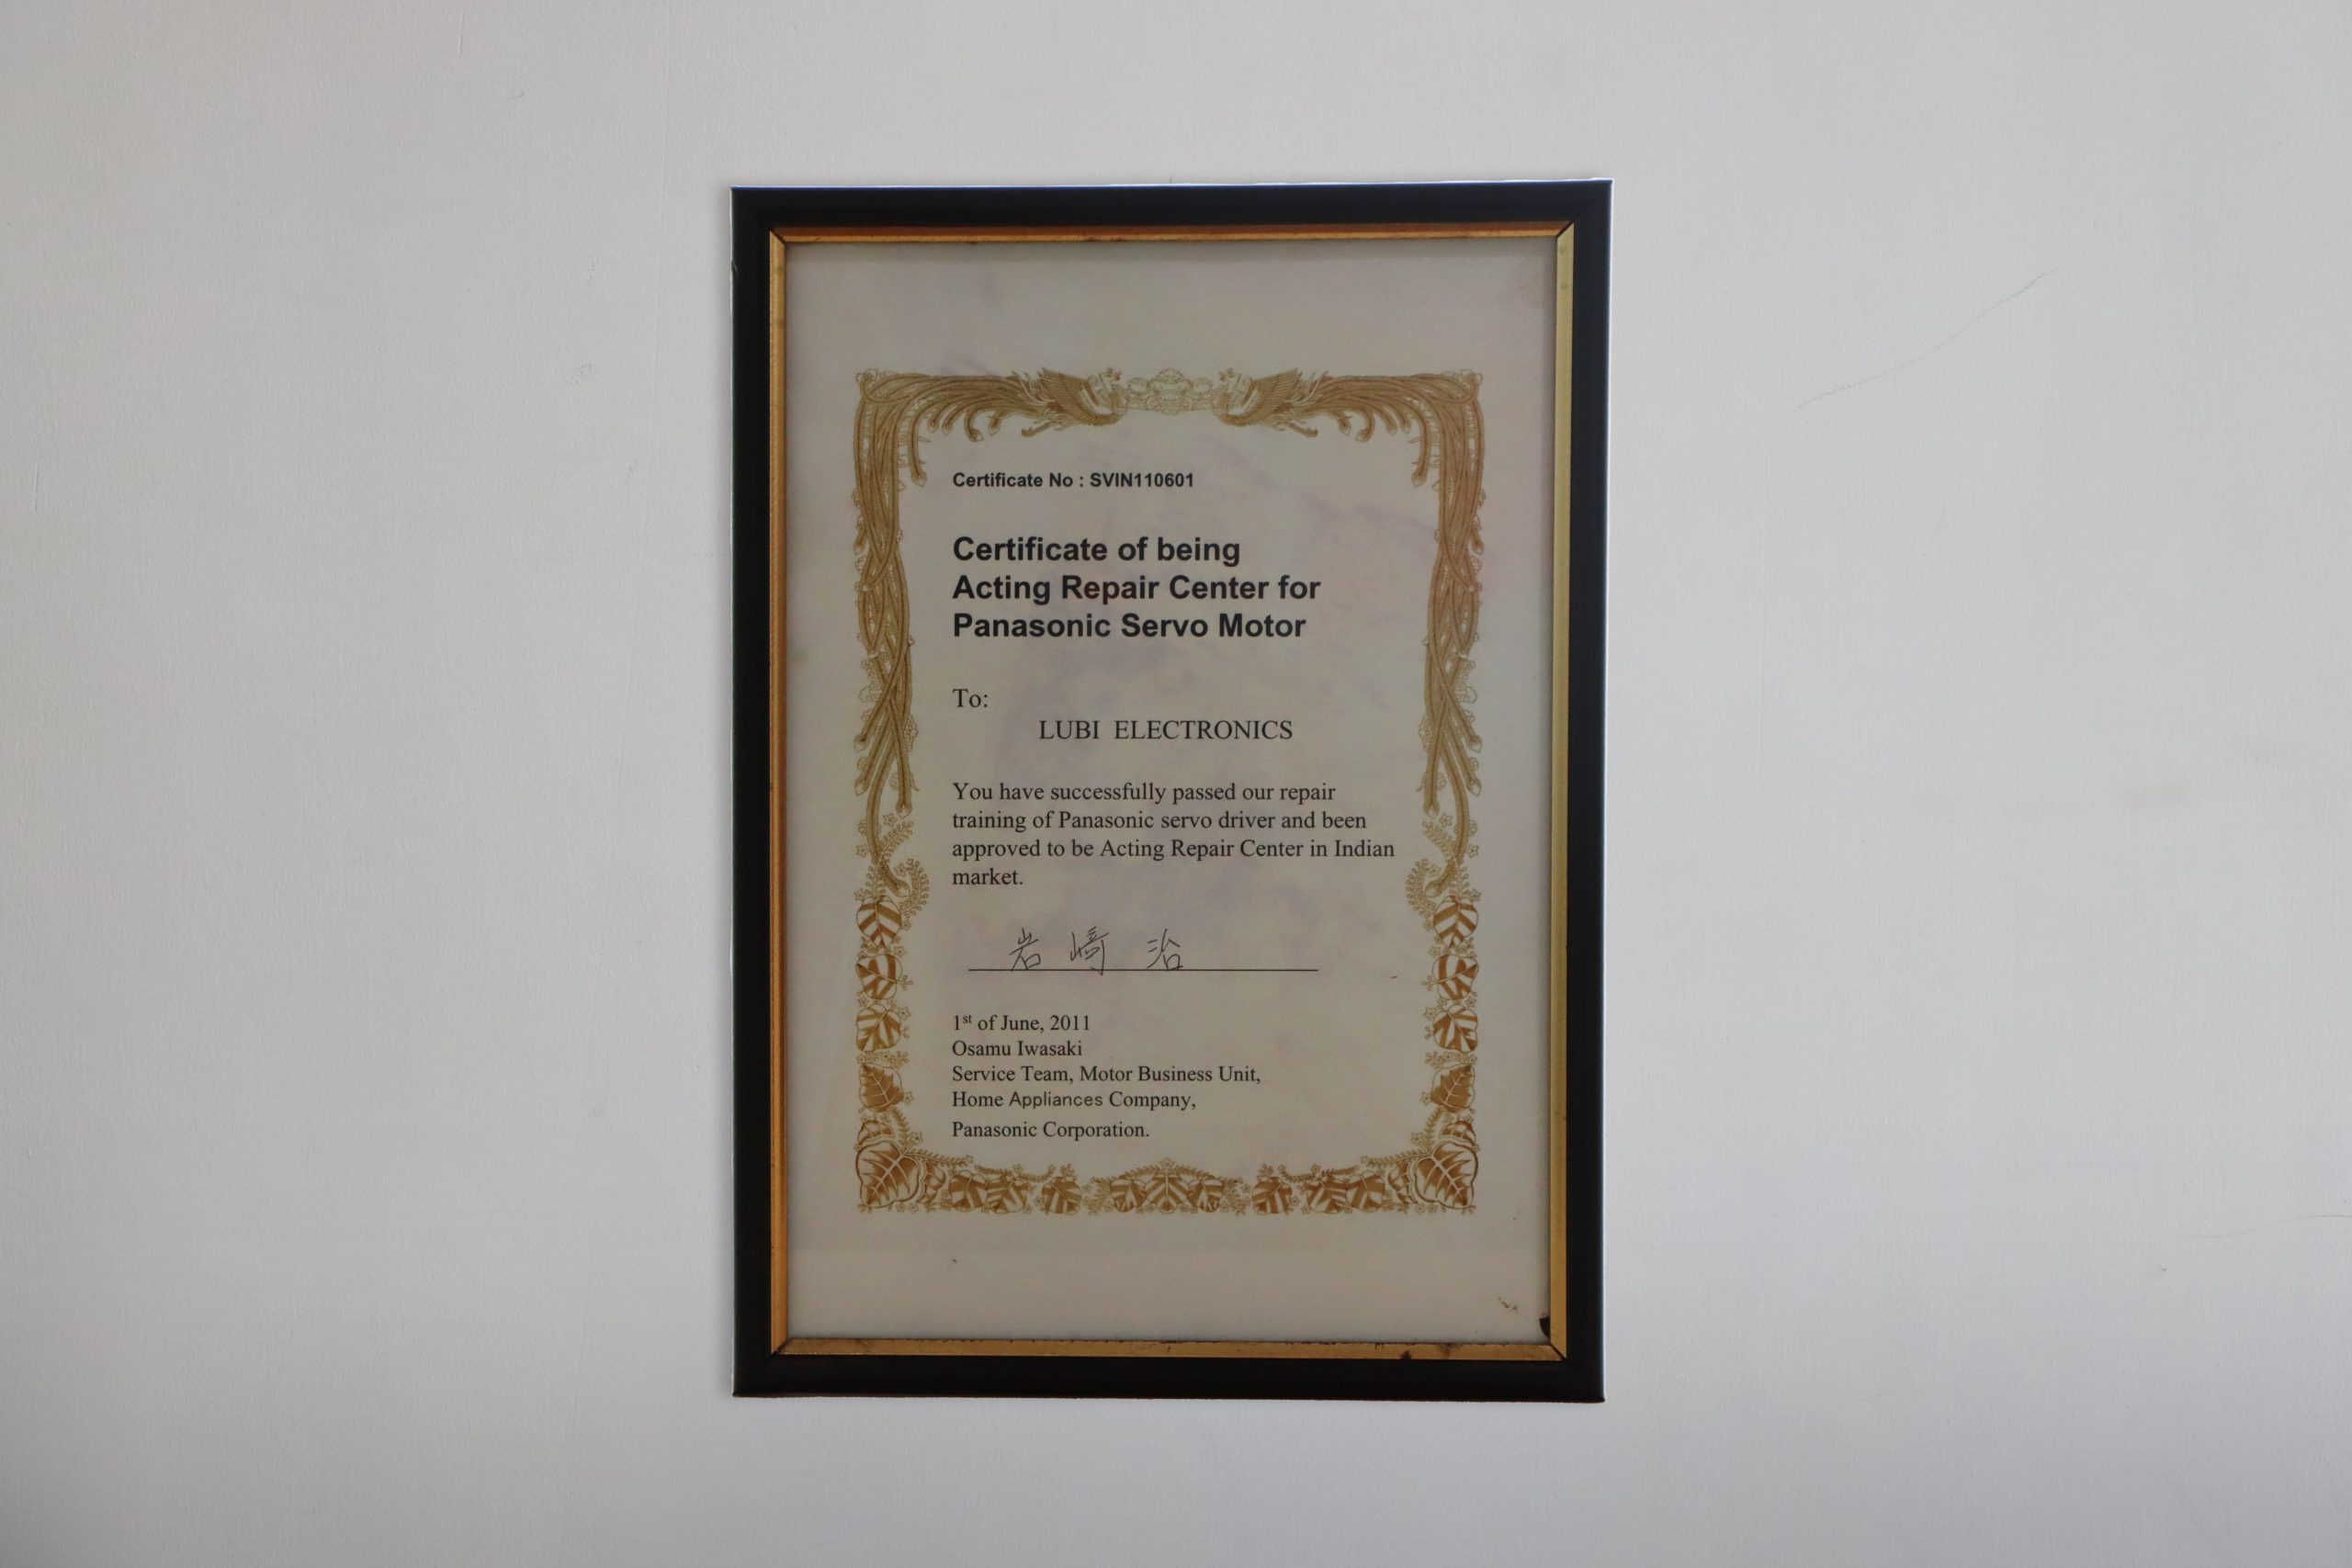 Certificate No : SVIN110601
Certificate of being
Acting Repair Center for
Panasonic Servo Motor
To:
LUBI ELECTRONICS
You have successfully passed our repair
training of Panasonic servo driver and been
approved to be Acting Repair Center in Indian
market.
岩﨑 治
1st of June, 2011
Osamu Iwasaki
Service Team, Motor Business Unit,
Home Appliances Company,
Panasonic Corporation.